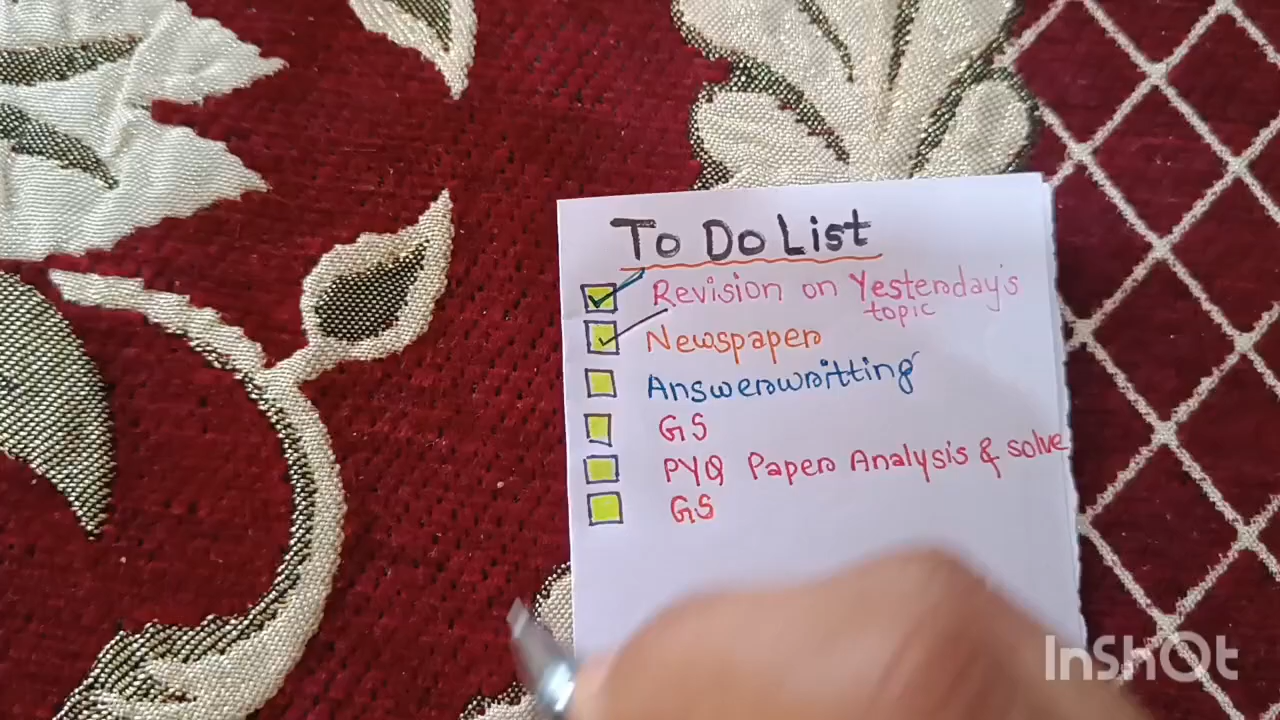 To Do List
Revision on Yesterday's
topic
Newspaper
Answerwritting
GS
PYQ Paper Analysis & solve
GS
InShOt